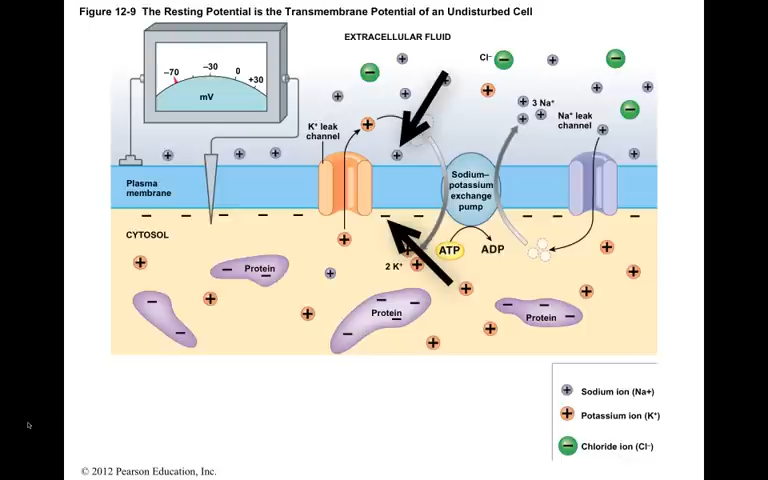 Figure 12-9 The Resting Potential is the Transmembrane Potential of an Undisturbed Cell
EXTRACELLULAR FLUID
Cl⁻
–70
–30
0
+30
mV
3 Na⁺
K⁺ leak
channel
Na⁺ leak
channel
Plasma
membrane
Sodium–
potassium
exchange
pump
CYTOSOL
ATP
ADP
2 K⁺
Protein
Protein
Protein
Sodium ion (Na+)
Potassium ion (K⁺)
Chloride ion (Cl⁻)
© 2012 Pearson Education, Inc.